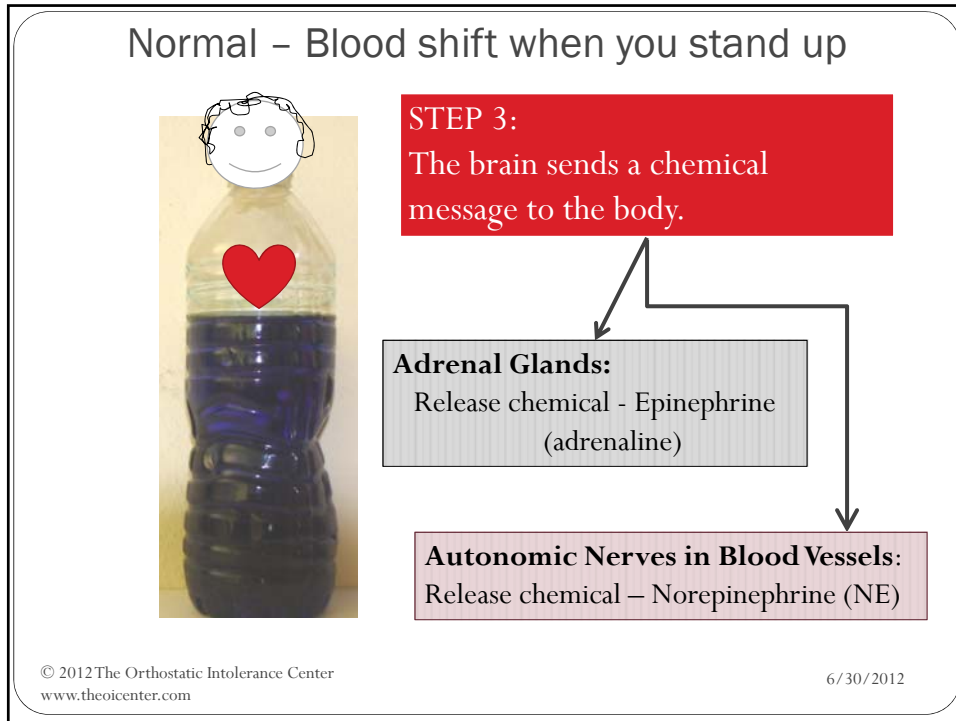 Normal – Blood shift when you stand up
STEP 3:
The brain sends a chemical
message to the body.
Adrenal Glands:
Release chemical - Epinephrine
(adrenaline)
Autonomic Nerves in Blood Vessels:
Release chemical – Norepinephrine (NE)
© 2012 The Orthostatic Intolerance Center
www.theoicenter.com
6/30/2012